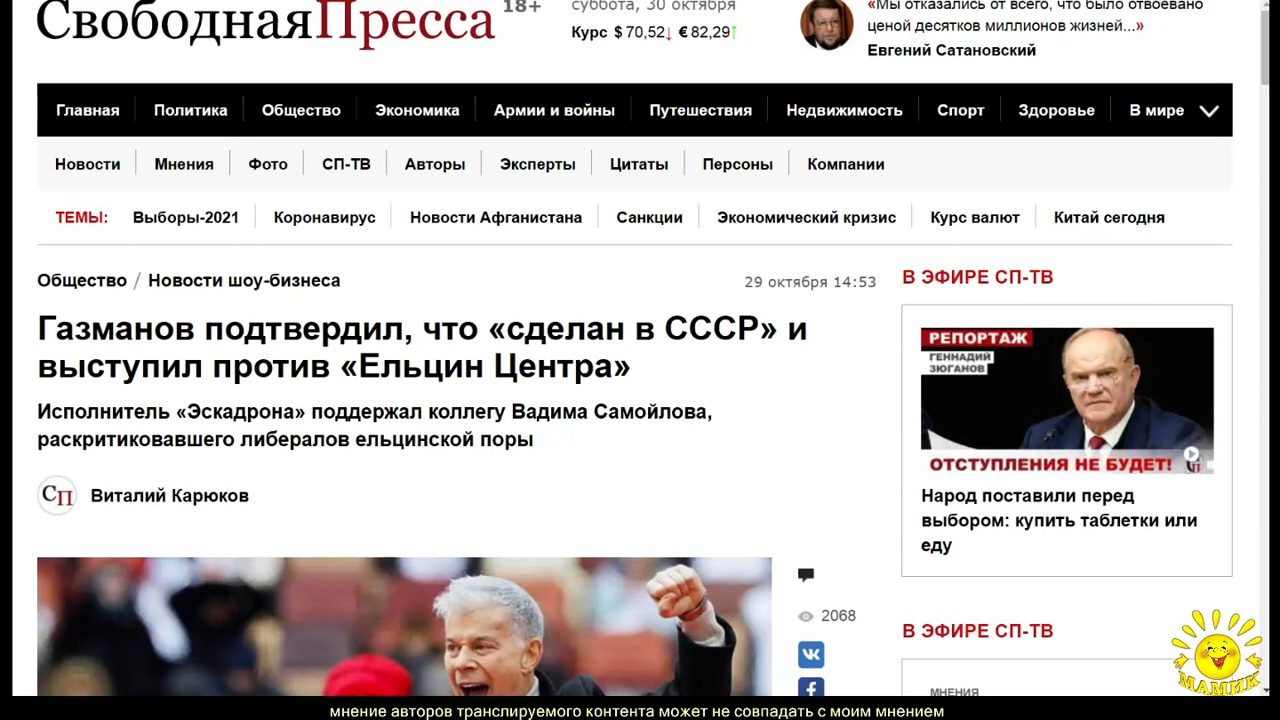 СвободнаяПресса
18+
суббота, 30 октября
Курс $ 70,52↓ € 82,29↑
«Мы отказались от всего, что было отвоевано
ценой десятков миллионов жизней...»
Евгений Сатановский
Главная Политика Общество Экономика Армии и войны Путешествия Недвижимость Спорт Здоровье В мире
Новости Мнения Фото СП-ТВ Авторы Эксперты Цитаты Персоны Компании
ТЕМЫ: Выборы-2021 Коронавирус Новости Афганистана Санкции Экономический кризис Курс валют Китай сегодня
Общество / Новости шоу-бизнеса
29 октября 14:53
Газманов подтвердил, что «сделан в СССР» и
выступил против «Ельцин Центра»
Исполнитель «Эскадрона» поддержал коллегу Вадима Самойлова,
раскритиковавшего либералов ельцинской поры
СП
Виталий Карюков
2068
В ЭФИРЕ СП-ТВ
РЕПОРТАЖ
ГЕННАДИЙ
ЗЮГАНОВ
ОТСТУПЛЕНИЯ НЕ БУДЕТ!
СП
Народ поставили перед
выбором: купить таблетки или
еду
В ЭФИРЕ СП-ТВ
МНЕНИЯ
МАМИК
мнение авторов транслируемого контента может не совпадать с моим мнением